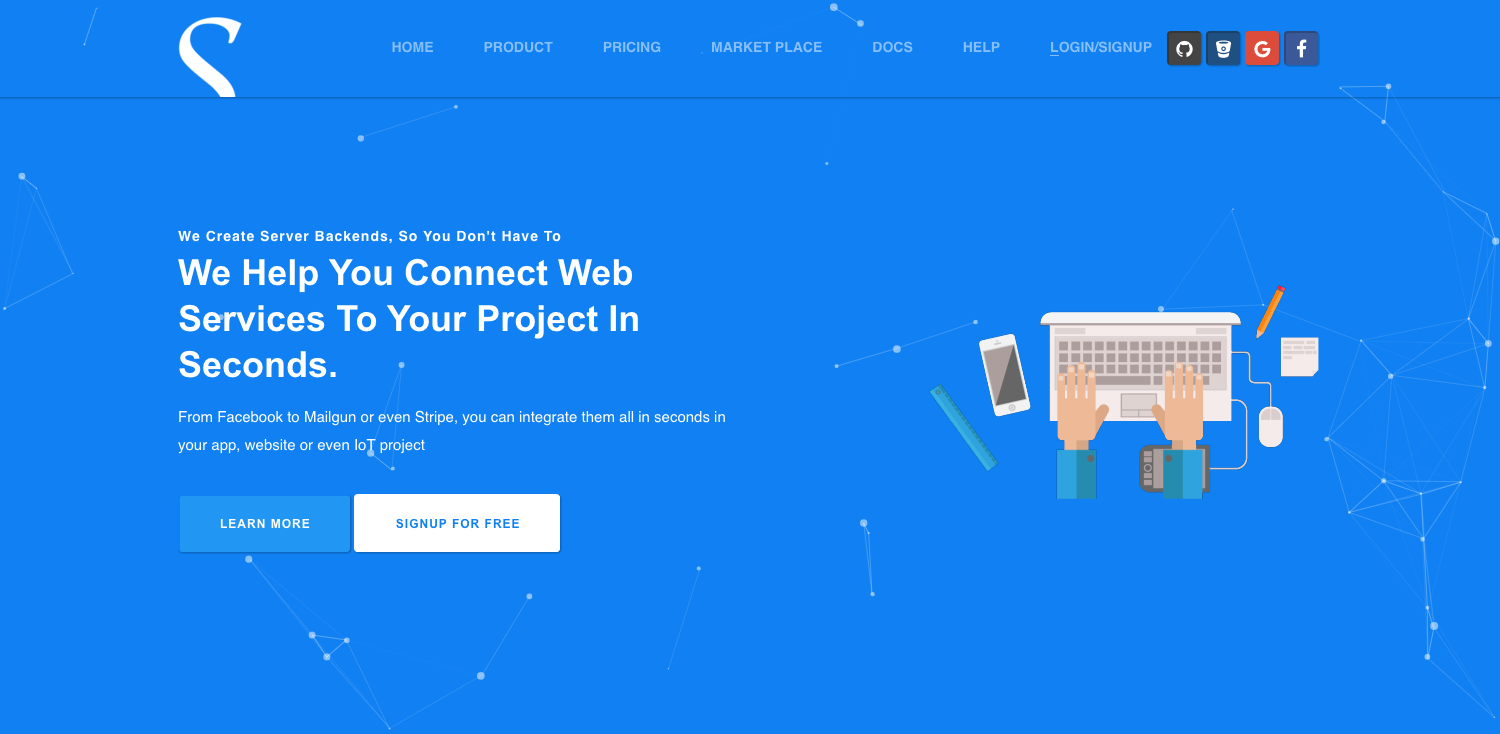 HOME PRODUCT PRICING MARKET PLACE DOCS HELP LOGIN/SIGNUP
We Create Server Backends, So You Don't Have To
We Help You Connect Web
Services To Your Project In
Seconds.
From Facebook to Mailgun or even Stripe, you can integrate them all in seconds in
your app, website or even IoT project
LEARN MORE SIGNUP FOR FREE